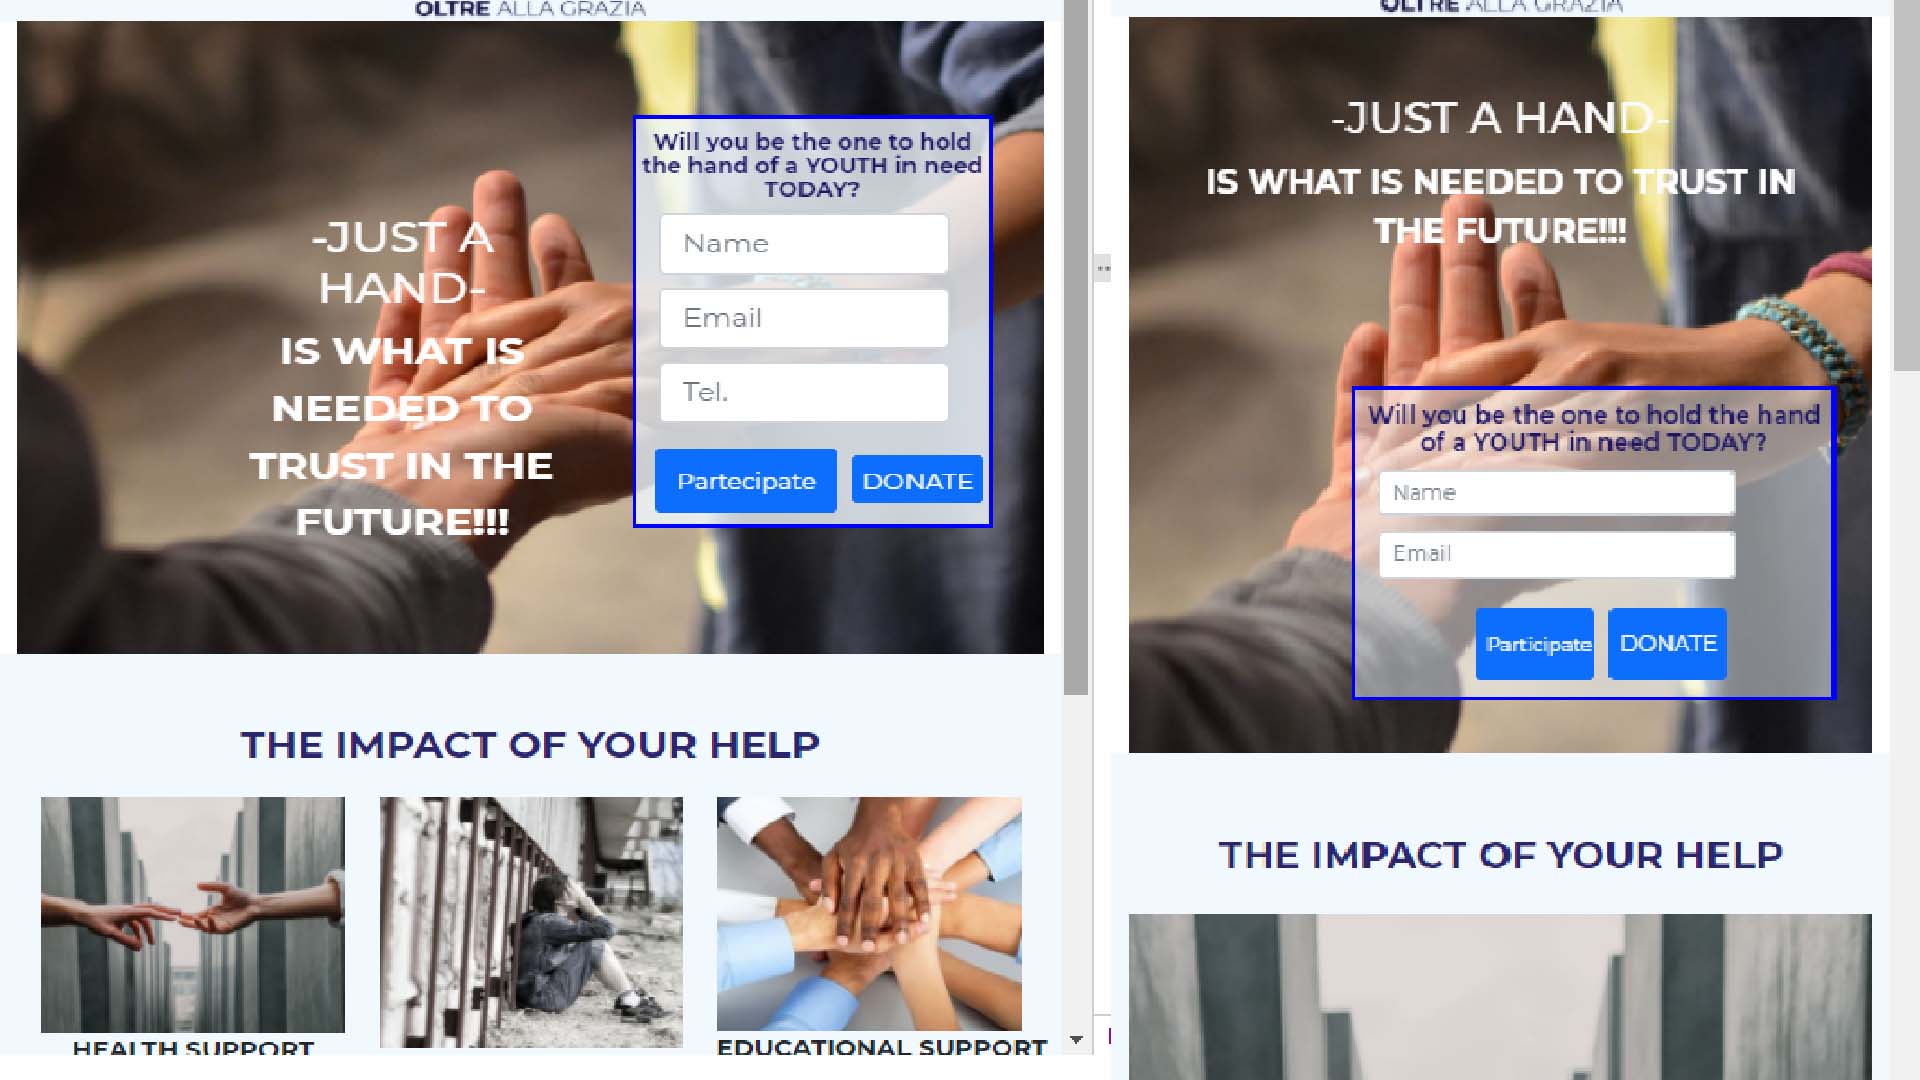 OLTRE ALLA GRAZIA
-JUST A
HAND-
IS WHAT IS
NEEDED TO
TRUST IN THE
FUTURE!!!
Will you be the one to hold
the hand of a YOUTH in need
TODAY?
Name
Email
Tel.
Partecipate
DONATE
THE IMPACT OF YOUR HELP
HEALTH SUPPORT
EDUCATIONAL SUPPORT
OLTRE ALLA GRAZIA
-JUST A HAND-
IS WHAT IS NEEDED TO TRUST IN
THE FUTURE!!!
Will you be the one to hold the hand
of a YOUTH in need TODAY?
Name
Email
Participate
DONATE
THE IMPACT OF YOUR HELP